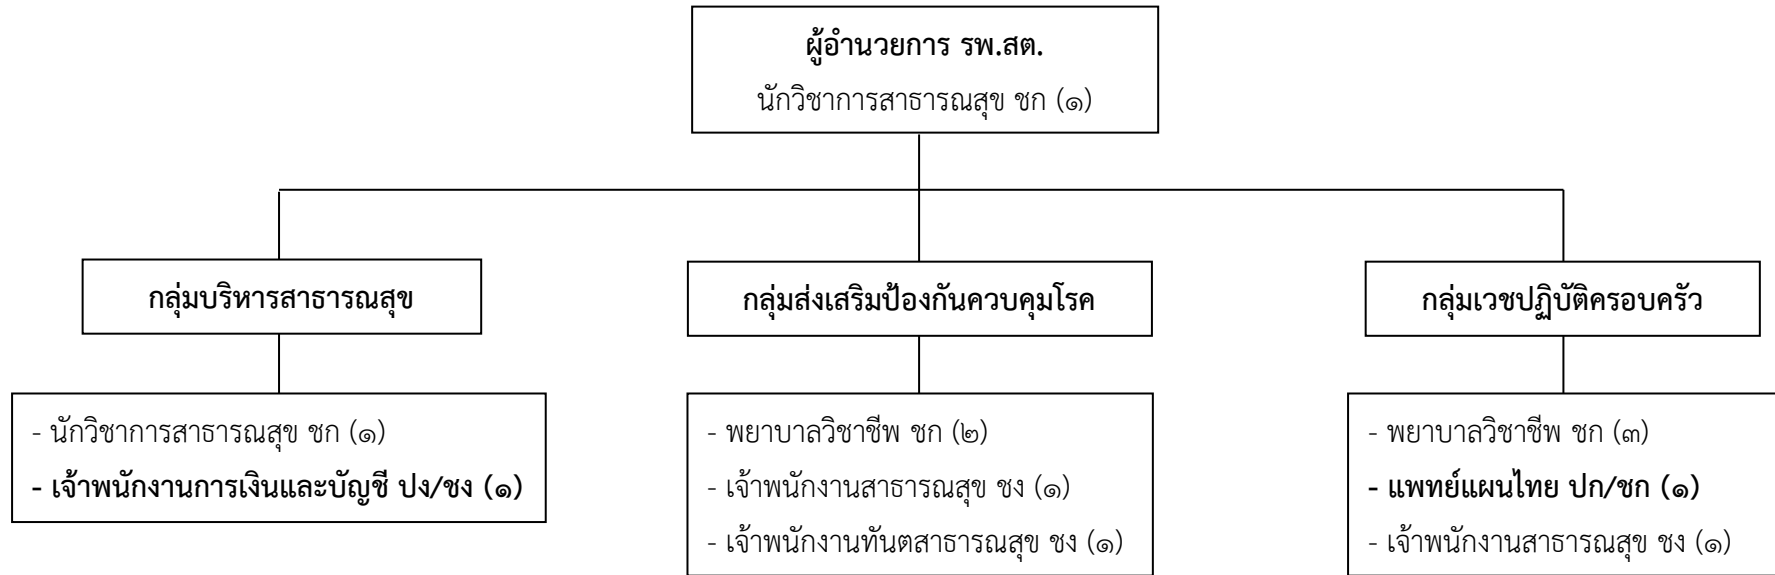 ผู้อำนวยการ รพ.สต.
นักวิชาการสาธารณสุข ชก (๑)
กลุ่มบริหารสาธารณสุข
- นักวิชาการสาธารณสุข ชก (๑)
- เจ้าพนักงานการเงินและบัญชี ปง/ชง (๑)
กลุ่มส่งเสริมป้องกันควบคุมโรค
- พยาบาลวิชาชีพ ชก (๒)
- เจ้าพนักงานสาธารณสุข ชง (๑)
- เจ้าพนักงานทันตสาธารณสุข ชง (๑)
กลุ่มเวชปฏิบัติครอบครัว
- พยาบาลวิชาชีพ ชก (๓)
- แพทย์แผนไทย ปก/ชก (๑)
- เจ้าพนักงานสาธารณสุข ชง (๑)